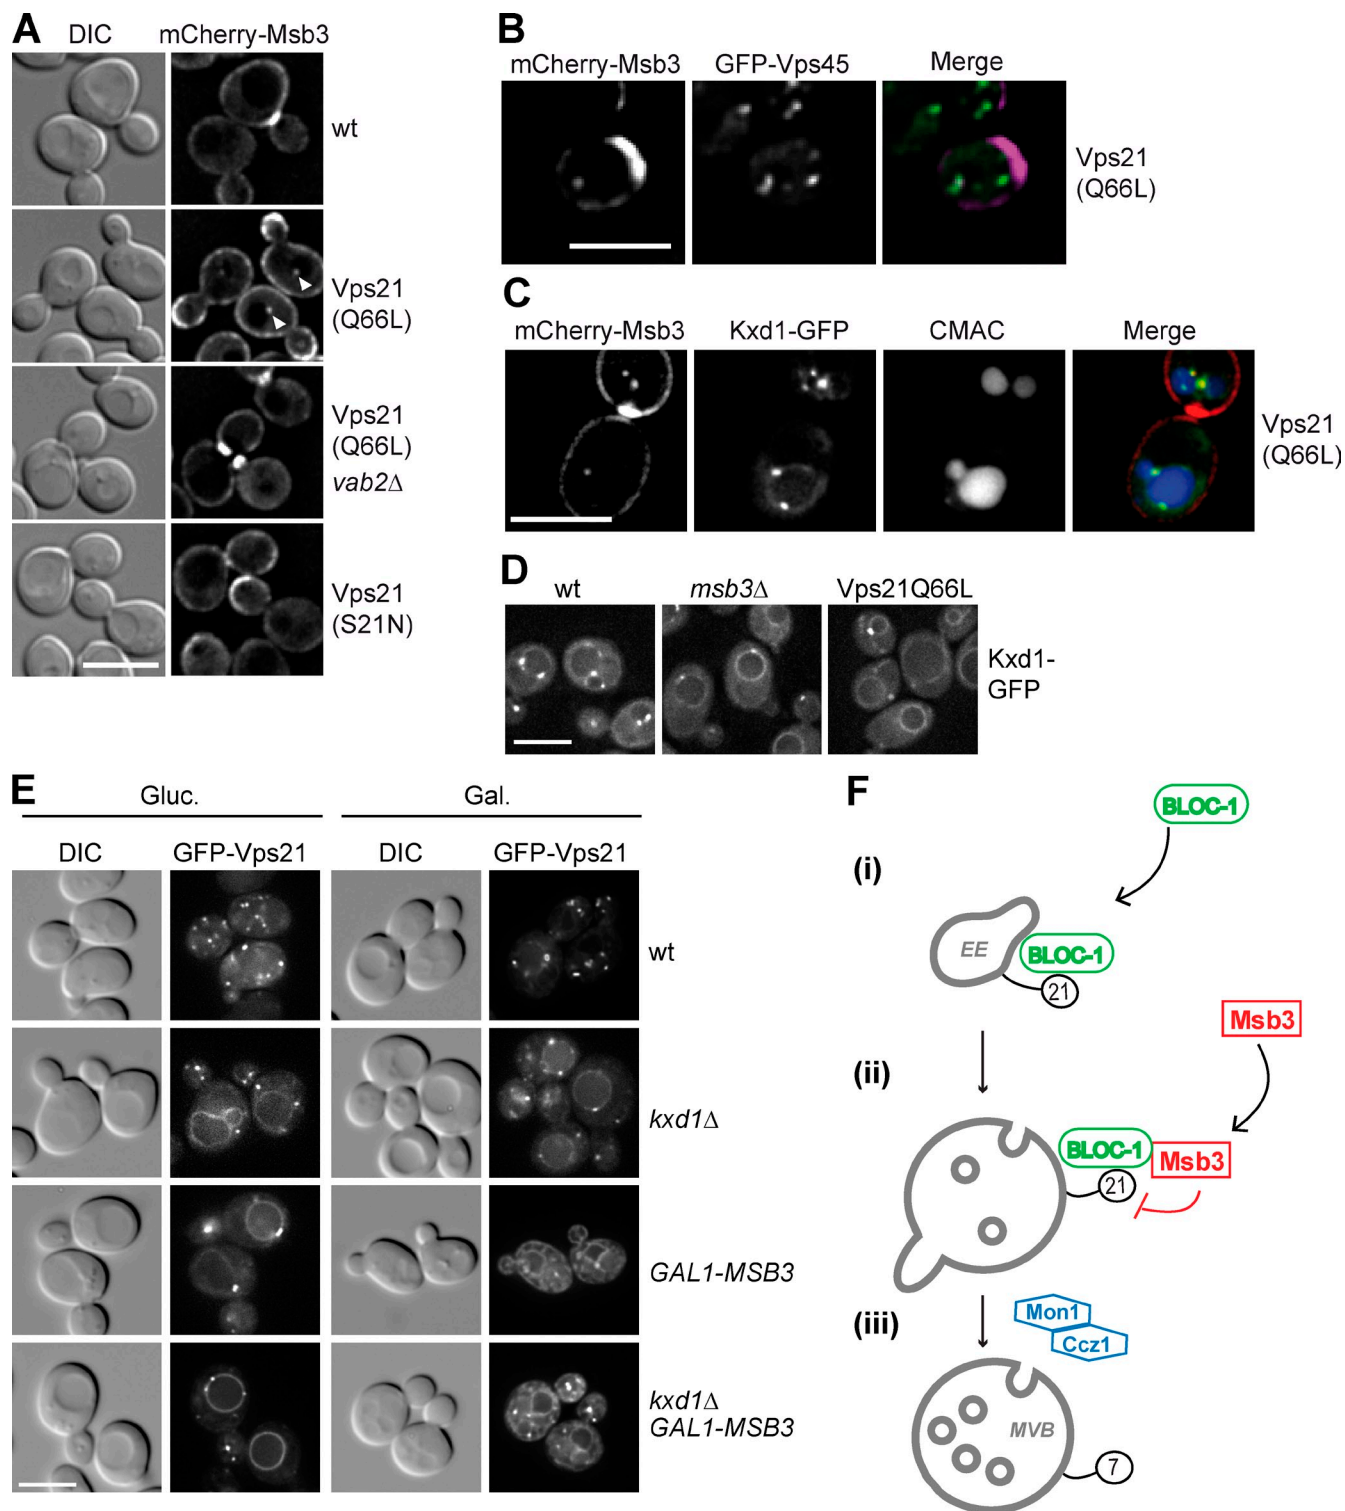 A
DIC
mCherry-Msb3
wt
Vps21
(Q66L)
Vps21
(Q66L)
vab2Δ
Vps21
(S21N)
B
mCherry-Msb3
GFP-Vps45
Merge
Vps21
(Q66L)
C
mCherry-Msb3
Kxd1-GFP
CMAC
Merge
Vps21
(Q66L)
D
wt
msb3Δ
Vps21Q66L
Kxd1-
GFP
E
Gluc.
Gal.
DIC
GFP-Vps21
DIC
GFP-Vps21
wt
kxd1Δ
GAL1-MSB3
kxd1Δ
GAL1-MSB3
F
BLOC-1
(i)
EE
BLOC-1
21
Msb3
(ii)
BLOC-1
Msb3
21
(iii)
Mon1
Ccz1
MVB
7